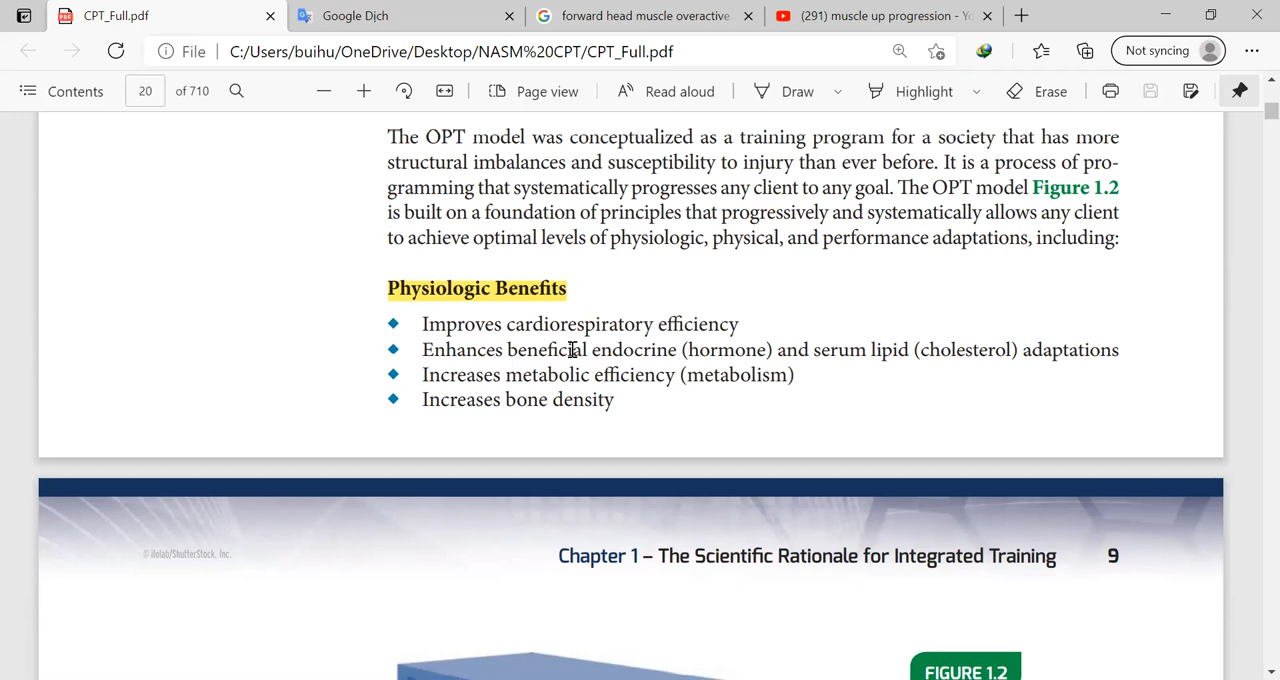 CPT_Full.pdf
Google Dịch
forward head muscle overactive
(291) muscle up progression - Yo
File
C:/Users/buihu/OneDrive/Desktop/NASM%20CPT/CPT_Full.pdf
Not syncing
Contents
20
of 710
Page view
Read aloud
Draw
Highlight
Erase
The OPT model was conceptualized as a training program for a society that has more
structural imbalances and susceptibility to injury than ever before. It is a process of pro-
gramming that systematically progresses any client to any goal. The OPT model Figure 1.2
is built on a foundation of principles that progressively and systematically allows any client
to achieve optimal levels of physiologic, physical, and performance adaptations, including:
Physiologic Benefits
Improves cardiorespiratory efficiency
Enhances beneficial endocrine (hormone) and serum lipid (cholesterol) adaptations
Increases metabolic efficiency (metabolism)
Increases bone density
© ilolab/ShutterStock, Inc.
Chapter 1 – The Scientific Rationale for Integrated Training 9
FIGURE 1.2